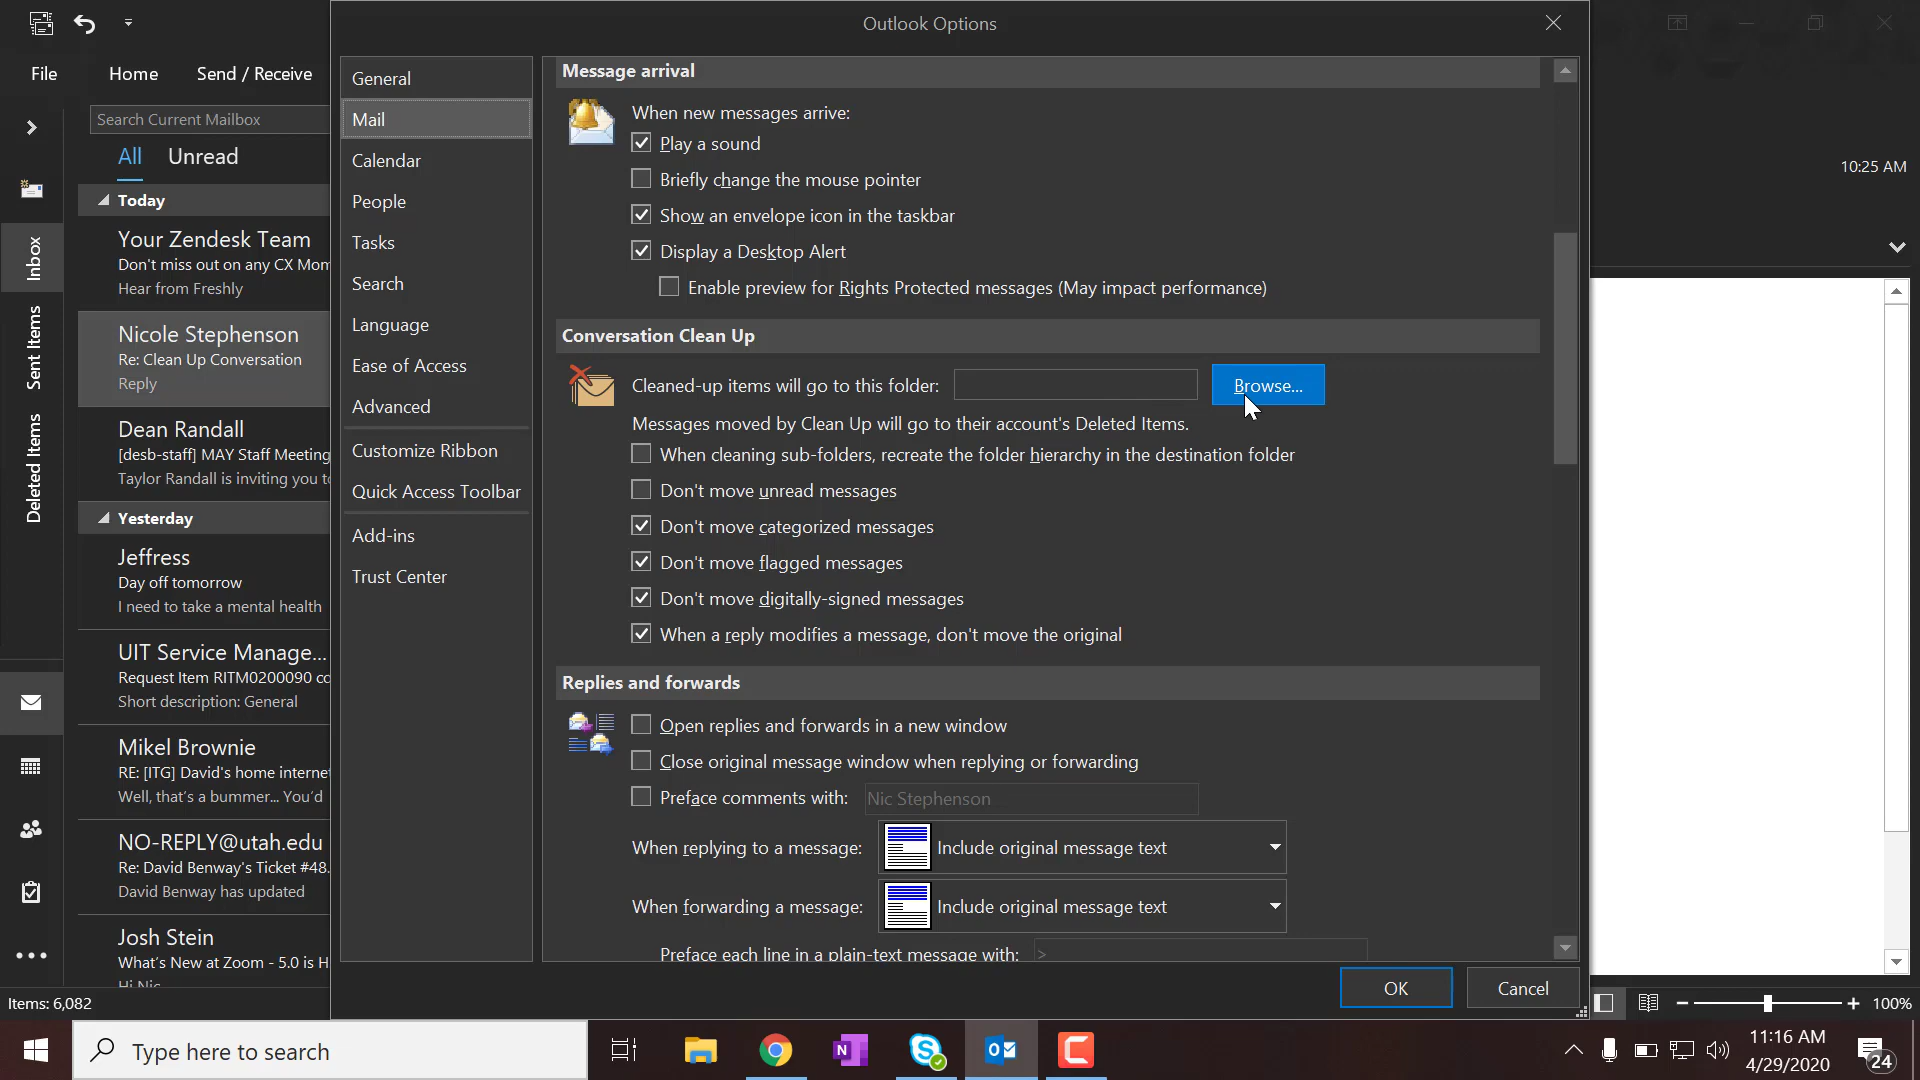 Outlook Options
File
Home
Send / Receive
Search Current Mailbox
All
Unread
Inbox
Sent Items
Deleted Items
Today
Your Zendesk Team
Don't miss out on any CX Mom
Hear from Freshly
Nicole Stephenson
Re: Clean Up Conversation
Reply
Dean Randall
[desb-staff] MAY Staff Meeting
Taylor Randall is inviting you to
Yesterday
Jeffress
Day off tomorrow
I need to take a mental health
UIT Service Manage...
Request Item RITM0200090 co
Short description: General
Mikel Brownie
RE: [ITG] David's home internet
Well, that's a bummer... You'd
NO-REPLY@utah.edu
Re: David Benway's Ticket #48.
David Benway has updated
Josh Stein
What's New at Zoom - 5.0 is H
Hi Nic
Items: 6,082
General
Mail
Calendar
People
Tasks
Search
Language
Ease of Access
Advanced
Customize Ribbon
Quick Access Toolbar
Add-ins
Trust Center
Message arrival
When new messages arrive:
Play a sound
Briefly change the mouse pointer
Show an envelope icon in the taskbar
Display a Desktop Alert
Enable preview for Rights Protected messages (May impact performance)
Conversation Clean Up
Cleaned-up items will go to this folder:
Browse...
Messages moved by Clean Up will go to their account's Deleted Items.
When cleaning sub-folders, recreate the folder hierarchy in the destination folder
Don't move unread messages
Don't move categorized messages
Don't move flagged messages
Don't move digitally-signed messages
When a reply modifies a message, don't move the original
Replies and forwards
Open replies and forwards in a new window
Close original message window when replying or forwarding
Preface comments with: Nic Stephenson
When replying to a message: Include original message text
When forwarding a message: Include original message text
Preface each line in a plain-text message with: >
OK
Cancel
10:25 AM
100%
Type here to search
11:16 AM
4/29/2020
24